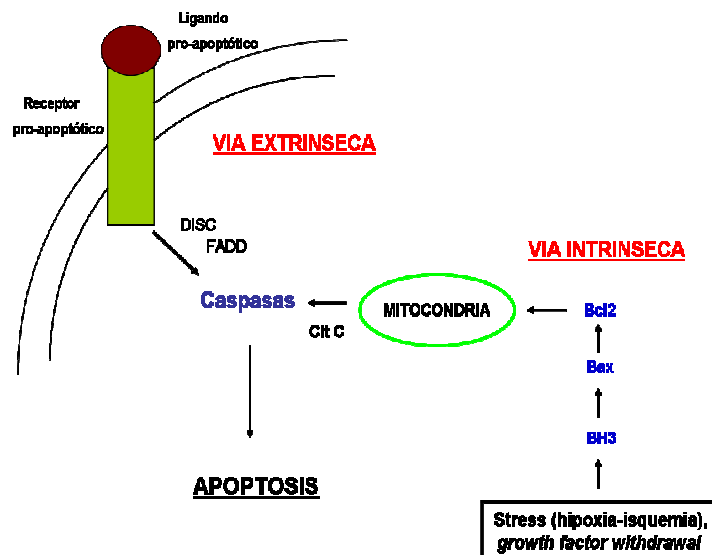 Ligando
pro-apoptótico
Receptor
pro-apoptótico
VIA EXTRINSECA
DISC
FADD
VIA INTRINSECA
Caspasas
MITOCONDRIA
Bcl2
Cit C
Bax
BH3
APOPTOSIS
Stress (hipoxia-isquemia),
growth factor withdrawal